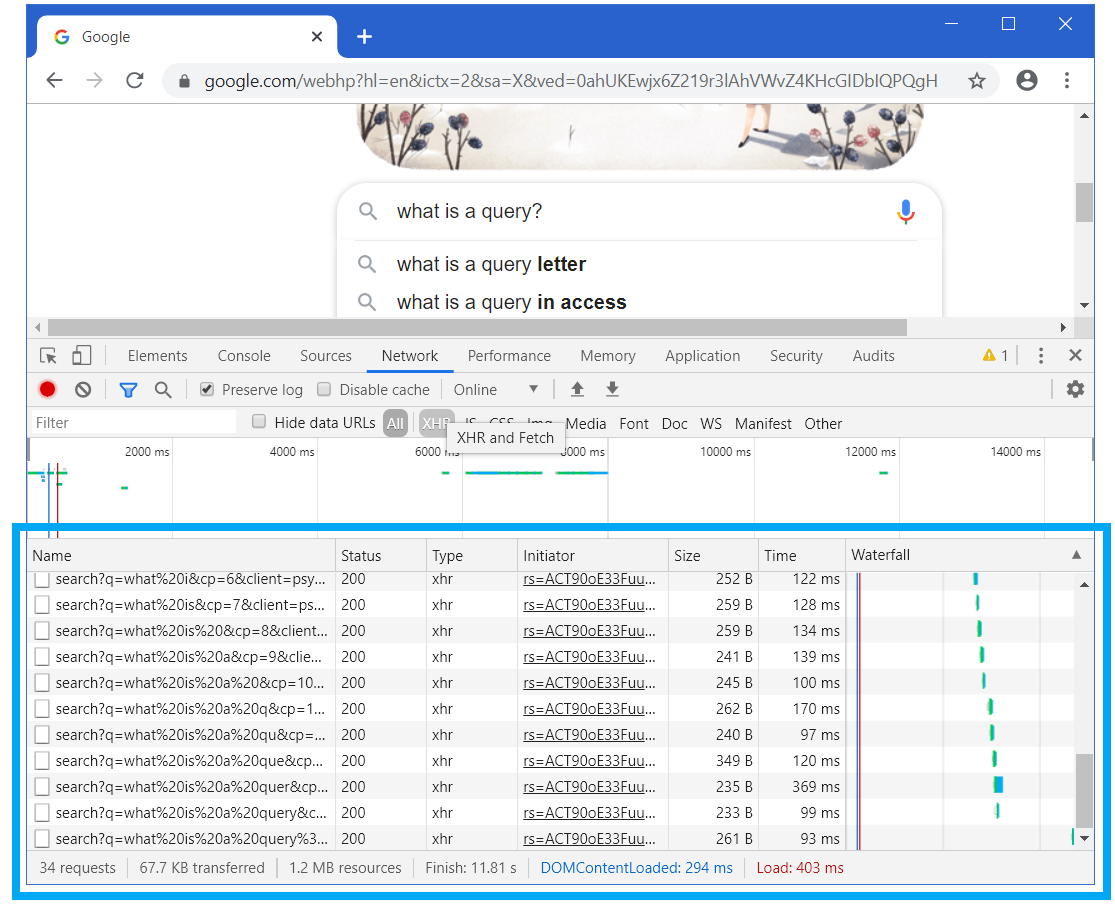 Google
google.com/webhp?hl=en&ictx=2&sa=X&ved=0ahUKEwjx6Z219r3lAhVWvZ4KHcGIDbIQPQgH
what is a query?
what is a query letter
what is a query in access
Elements Console Sources Network Performance Memory Application Security Audits 1
Preserve log Disable cache Online
Filter Hide data URLs All XHR JS CSS Img Media Font Doc WS Manifest Other
XHR and Fetch
2000 ms 4000 ms 6000 ms 8000 ms 10000 ms 12000 ms 14000 ms
Name Status Type Initiator Size Time Waterfall
search?q=what%20i&cp=6&client=psy... 200 xhr rs=ACT90oE33Fuu... 252 B 122 ms
search?q=what%20is&cp=7&client=ps... 200 xhr rs=ACT90oE33Fuu... 259 B 128 ms
search?q=what%20is%20&cp=8&client... 200 xhr rs=ACT90oE33Fuu... 259 B 134 ms
search?q=what%20is%20a&cp=9&clie... 200 xhr rs=ACT90oE33Fuu... 241 B 139 ms
search?q=what%20is%20a%20&cp=10... 200 xhr rs=ACT90oE33Fuu... 245 B 100 ms
search?q=what%20is%20a%20q&cp=1... 200 xhr rs=ACT90oE33Fuu... 262 B 170 ms
search?q=what%20is%20a%20qu&cp=... 200 xhr rs=ACT90oE33Fuu... 240 B 97 ms
search?q=what%20is%20a%20que&cp... 200 xhr rs=ACT90oE33Fuu... 349 B 120 ms
search?q=what%20is%20a%20quer&cp... 200 xhr rs=ACT90oE33Fuu... 235 B 369 ms
search?q=what%20is%20a%20query&c... 200 xhr rs=ACT90oE33Fuu... 233 B 99 ms
search?q=what%20is%20a%20query%3... 200 xhr rs=ACT90oE33Fuu... 261 B 93 ms
34 requests 67.7 KB transferred 1.2 MB resources Finish: 11.81 s DOMContentLoaded: 294 ms Load: 403 ms